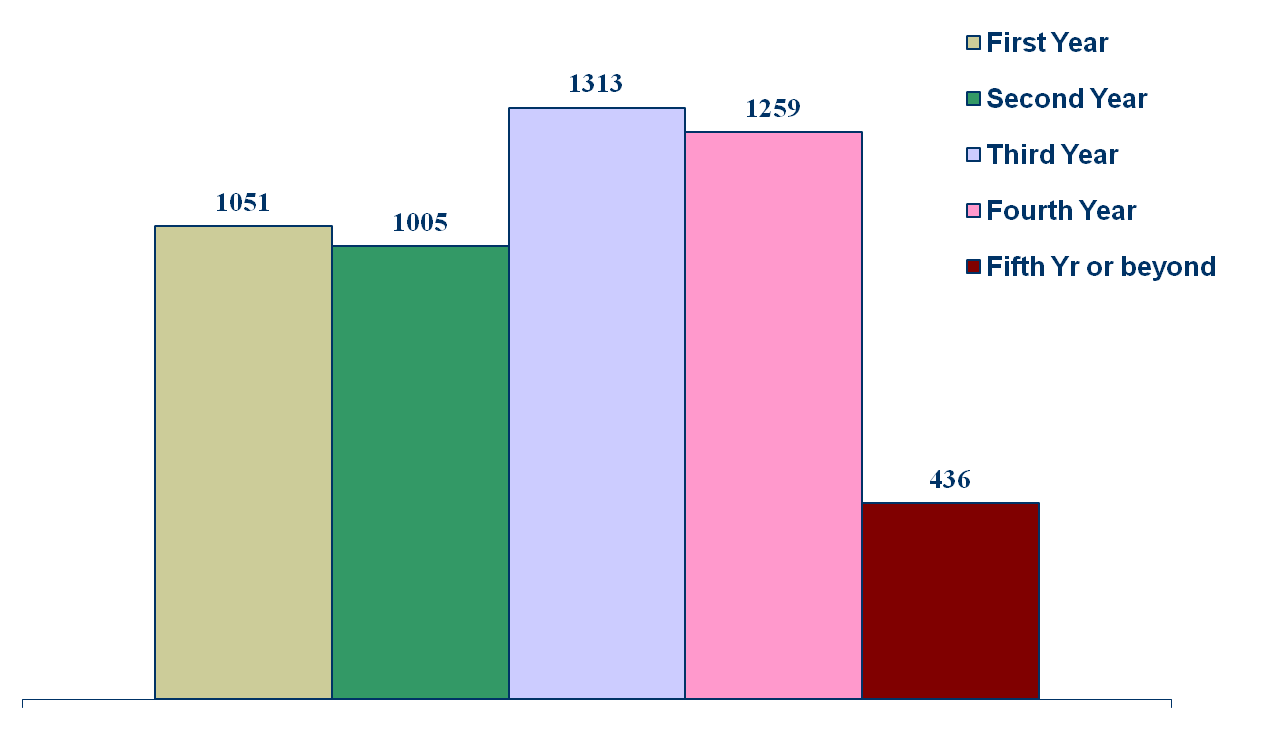 First Year
1313
Second Year
1259
Third Year
1051
Fourth Year
1005
Fifth Yr or beyond
436